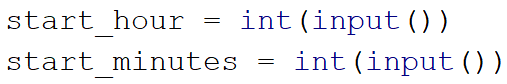 start_hour = int(input())
start_minutes = int(input())